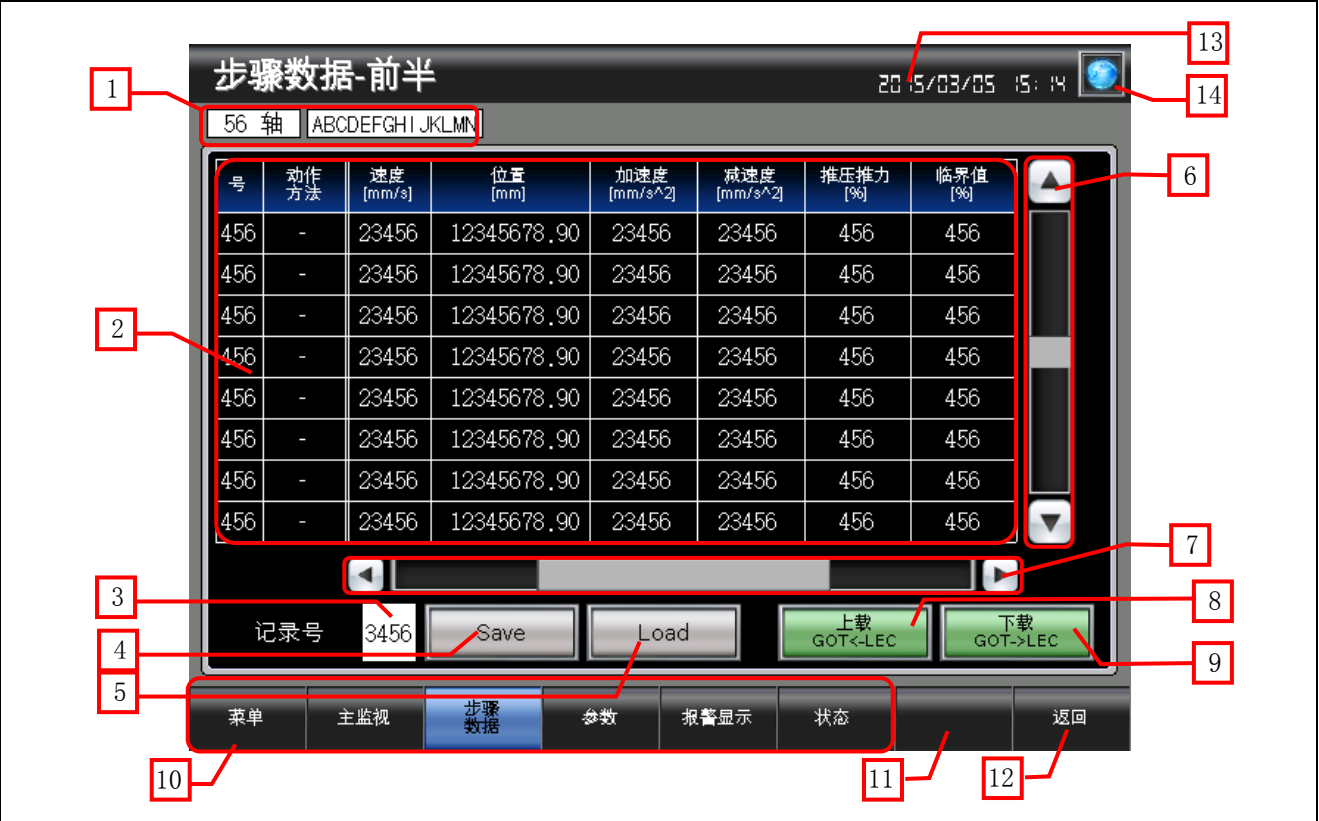 13
步骤数据-前半
2015/03/05 15:14
1
14
56 轴 ABCDEFGHIJKLMN
号 动作方法 速度[mm/s] 位置[mm] 加速度[mm/s^2] 减速度[mm/s^2] 推压推力[%] 临界值[%]
6
456 - 23456 12345678.90 23456 23456 456 456
456 - 23456 12345678.90 23456 23456 456 456
456 - 23456 12345678.90 23456 23456 456 456
2
456 - 23456 12345678.90 23456 23456 456 456
456 - 23456 12345678.90 23456 23456 456 456
456 - 23456 12345678.90 23456 23456 456 456
456 - 23456 12345678.90 23456 23456 456 456
456 - 23456 12345678.90 23456 23456 456 456
7
3
8
记录号 3456 Save Load 上载 GOT<-LEC 下载 GOT->LEC
4
9
5
菜单 主监视 步骤数据 参数 报警显示 状态 返回
10
11
12